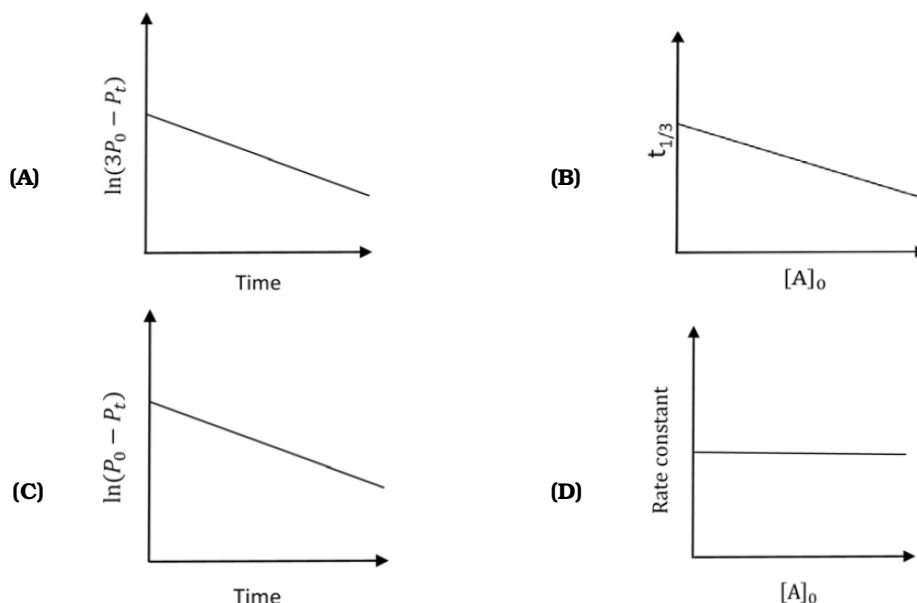 ln(3P₀ − Pₜ)
(A)
Time
t₁/₃
(B)
[A]₀
ln(P₀ − Pₜ)
(C)
Time
Rate constant
(D)
[A]₀